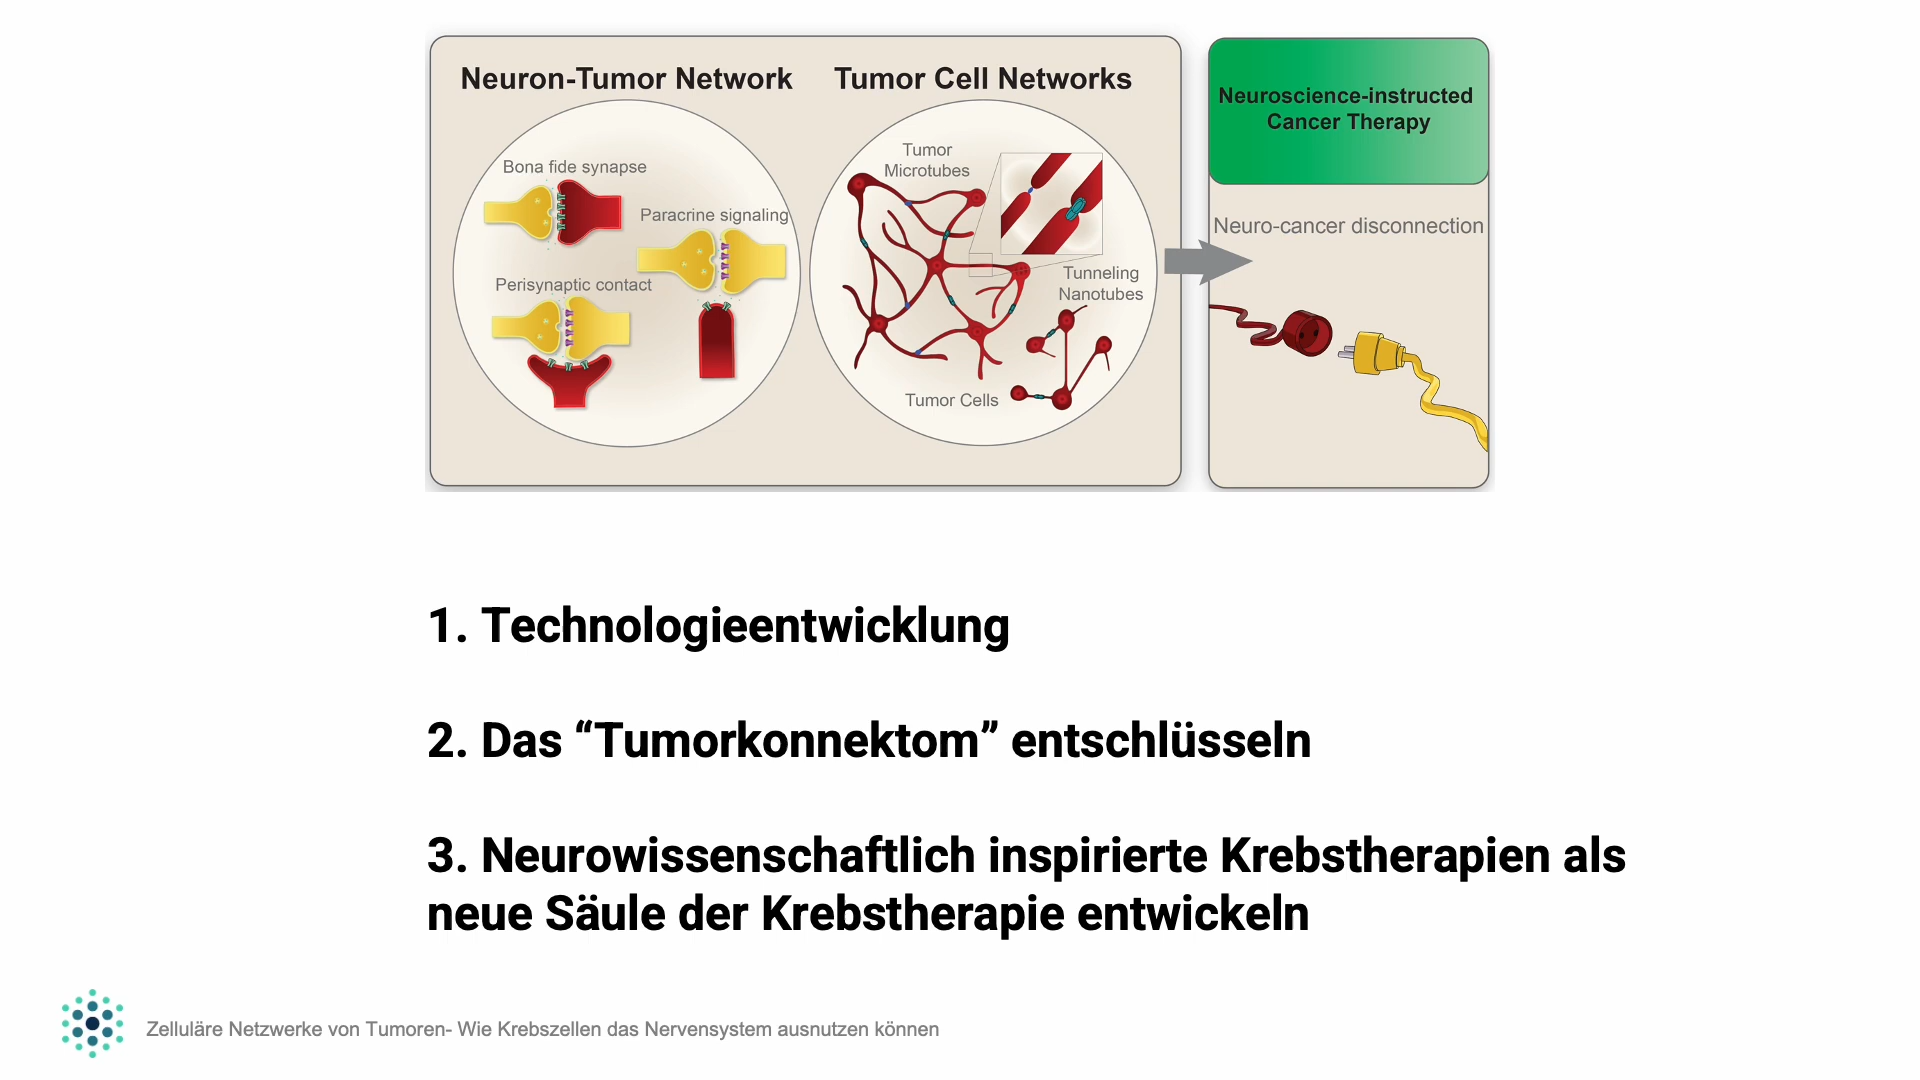 Neuron-Tumor Network
Bona fide synapse
Paracrine signaling
Perisynaptic contact
Tumor Cell Networks
Tumor
Microtubes
Tunneling
Nanotubes
Tumor Cells
Neuroscience-instructed
Cancer Therapy
Neuro-cancer disconnection
1. Technologieentwicklung
2. Das “Tumorkonnektom” entschlüsseln
3. Neurowissenschaftlich inspirierte Krebstherapien als
neue Säule der Krebstherapie entwickeln
Zelluläre Netzwerke von Tumoren- Wie Krebszellen das Nervensystem ausnutzen können